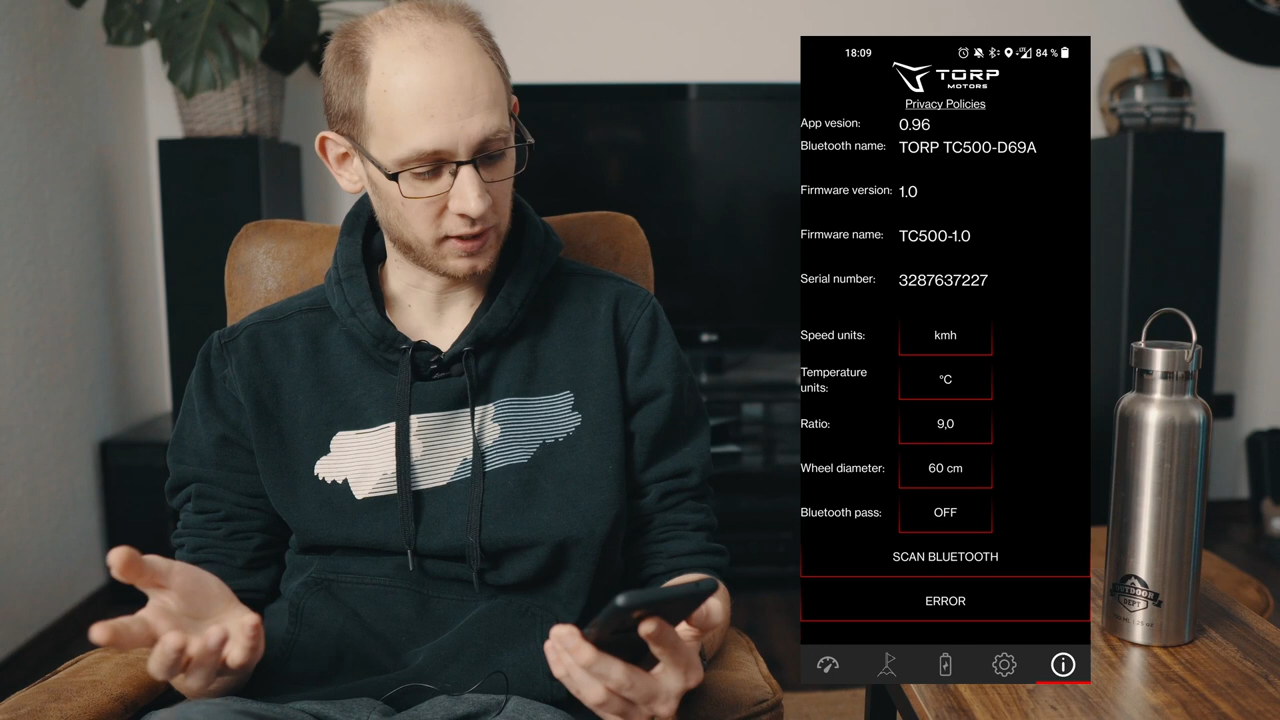 18:09
LTE
84 %
TORP
MOTORS
Privacy Policies
App vesion: 0.96
Bluetooth name: TORP TC500-D69A
Firmware version: 1.0
Firmware name: TC500-1.0
Serial number: 3287637227
Speed units: kmh
Temperature
units: °C
Ratio: 9,0
Wheel diameter: 60 cm
Bluetooth pass: OFF
SCAN BLUETOOTH
ERROR
OUTDOOR
DEPT